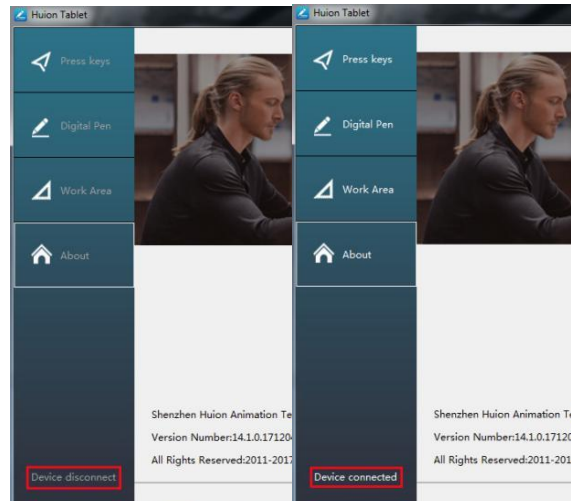 Huion Tablet
Press keys
Digital Pen
Work Area
About
Shenzhen Huion Animation Te
Version Number:14.1.0.17120
All Rights Reserved:2011-2017
Device disconnect
Huion Tablet
Press keys
Digital Pen
Work Area
About
Shenzhen Huion Animation T
Version Number:14.1.0.17120
All Rights Reserved:2011-201
Device connected